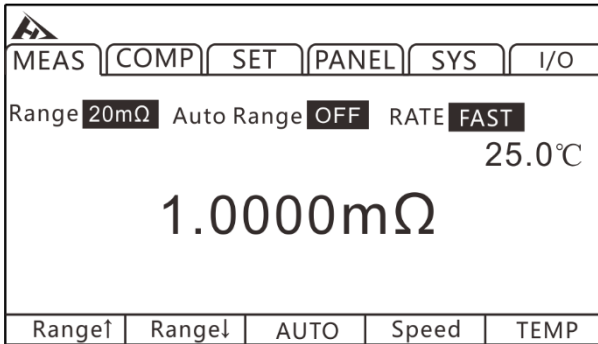 MEAS COMP SET PANEL SYS I/O
Range 20mΩ Auto Range OFF RATE FAST
25.0℃
1.0000mΩ
Range↑ Range↓ AUTO Speed TEMP